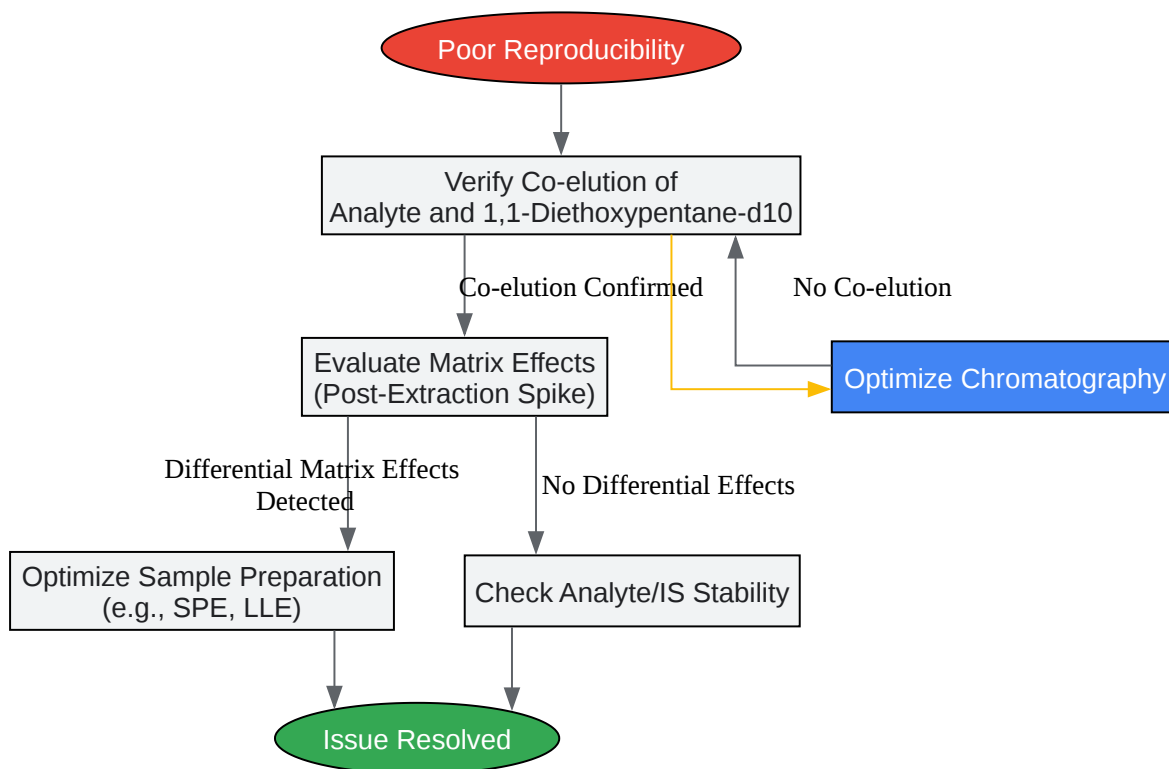 Poor Reproducibility
Verify Co-elution of
Analyte and 1,1-Diethoxypentane-d10
Co-elution Confirmed
No Co-elution
Evaluate Matrix Effects
(Post-Extraction Spike)
Optimize Chromatography
Differential Matrix Effects
Detected
No Differential Effects
Optimize Sample Preparation
(e.g., SPE, LLE)
Check Analyte/IS Stability
Issue Resolved